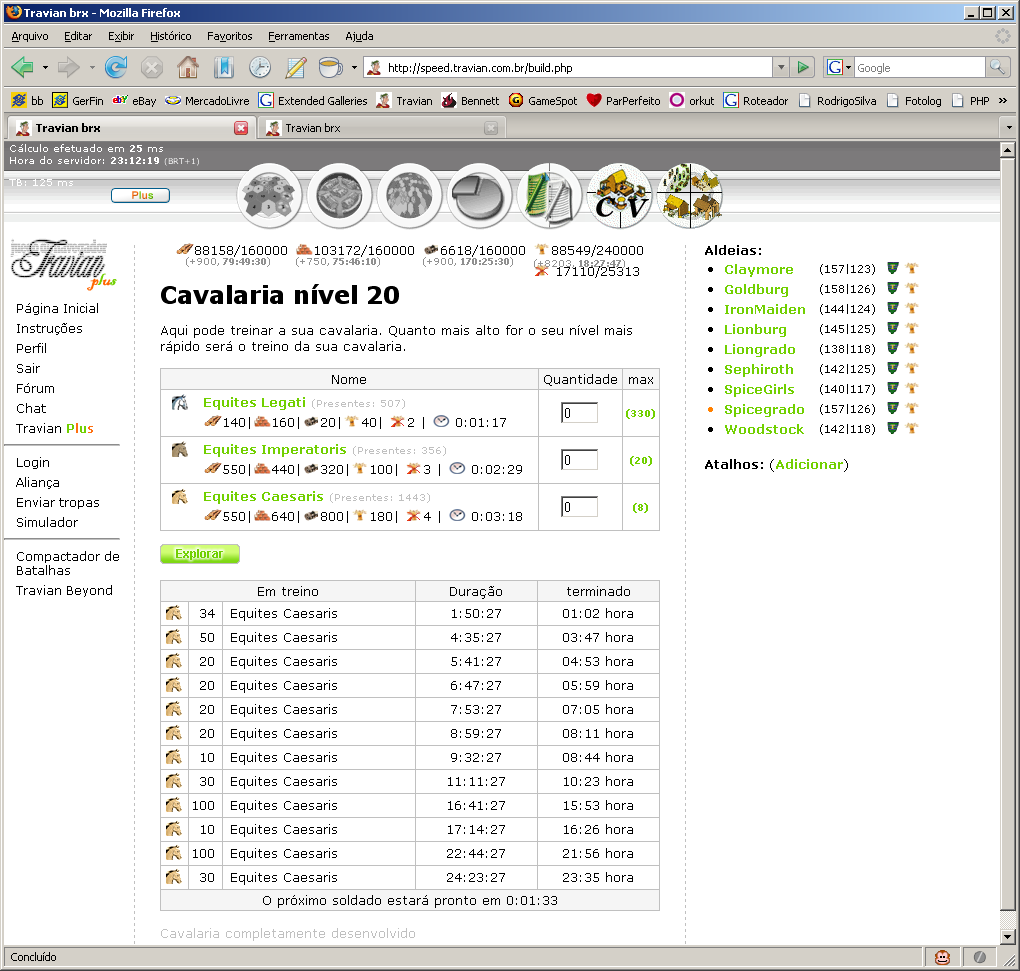 Travian brx - Mozilla Firefox
Arquivo Editar Exibir Histórico Favoritos Ferramentas Ajuda
http://speed.travian.com.br/build.php
Google
bb GerFin eBay MercadoLivre Extended Galleries Travian Bennett GameSpot ParPerfeito orkut Roteador RodrigoSilva Fotolog PHP »
Travian brx Travian brx
Cálculo efetuado em 25 ms
Hora do servidor: 23:12:19 (BRT+1)
TB: 125 ms
Plus
CV
Travian plus
88158/160000 103172/160000 6618/160000 88549/240000
(+900, 79:49:30) (+750, 75:46:10) (+900, 170:25:30) (+8203, 18:27:47)
17110/25313
Página Inicial
Instruções
Perfil
Sair
Fórum
Chat
Travian Plus
Login
Aliança
Enviar tropas
Simulador
Compactador de
Batalhas
Travian Beyond
Cavalaria nível 20
Aqui pode treinar a sua cavalaria. Quanto mais alto for o seu nível mais
rápido será o treino da sua cavalaria.
Nome Quantidade max
Equites Legati (Presentes: 507)
140| 160| 20| 40| 2 | 0:01:17 0 (330)
Equites Imperatoris (Presentes: 356)
550| 440| 320| 100| 3 | 0:02:29 0 (20)
Equites Caesaris (Presentes: 1443)
550| 640| 800| 180| 4 | 0:03:18 0 (8)
Explorar
Em treino Duração terminado
34 Equites Caesaris 1:50:27 01:02 hora
50 Equites Caesaris 4:35:27 03:47 hora
20 Equites Caesaris 5:41:27 04:53 hora
20 Equites Caesaris 6:47:27 05:59 hora
20 Equites Caesaris 7:53:27 07:05 hora
20 Equites Caesaris 8:59:27 08:11 hora
10 Equites Caesaris 9:32:27 08:44 hora
30 Equites Caesaris 11:11:27 10:23 hora
100 Equites Caesaris 16:41:27 15:53 hora
10 Equites Caesaris 17:14:27 16:26 hora
100 Equites Caesaris 22:44:27 21:56 hora
30 Equites Caesaris 24:23:27 23:35 hora
O próximo soldado estará pronto em 0:01:33
Cavalaria completamente desenvolvido
Aldeias:
Claymore (157|123)
Goldburg (158|126)
IronMaiden (144|124)
Lionburg (145|125)
Liongrado (138|118)
Sephiroth (142|125)
SpiceGirls (140|117)
Spicegrado (157|126)
Woodstock (142|118)
Atalhos: (Adicionar)
Concluído